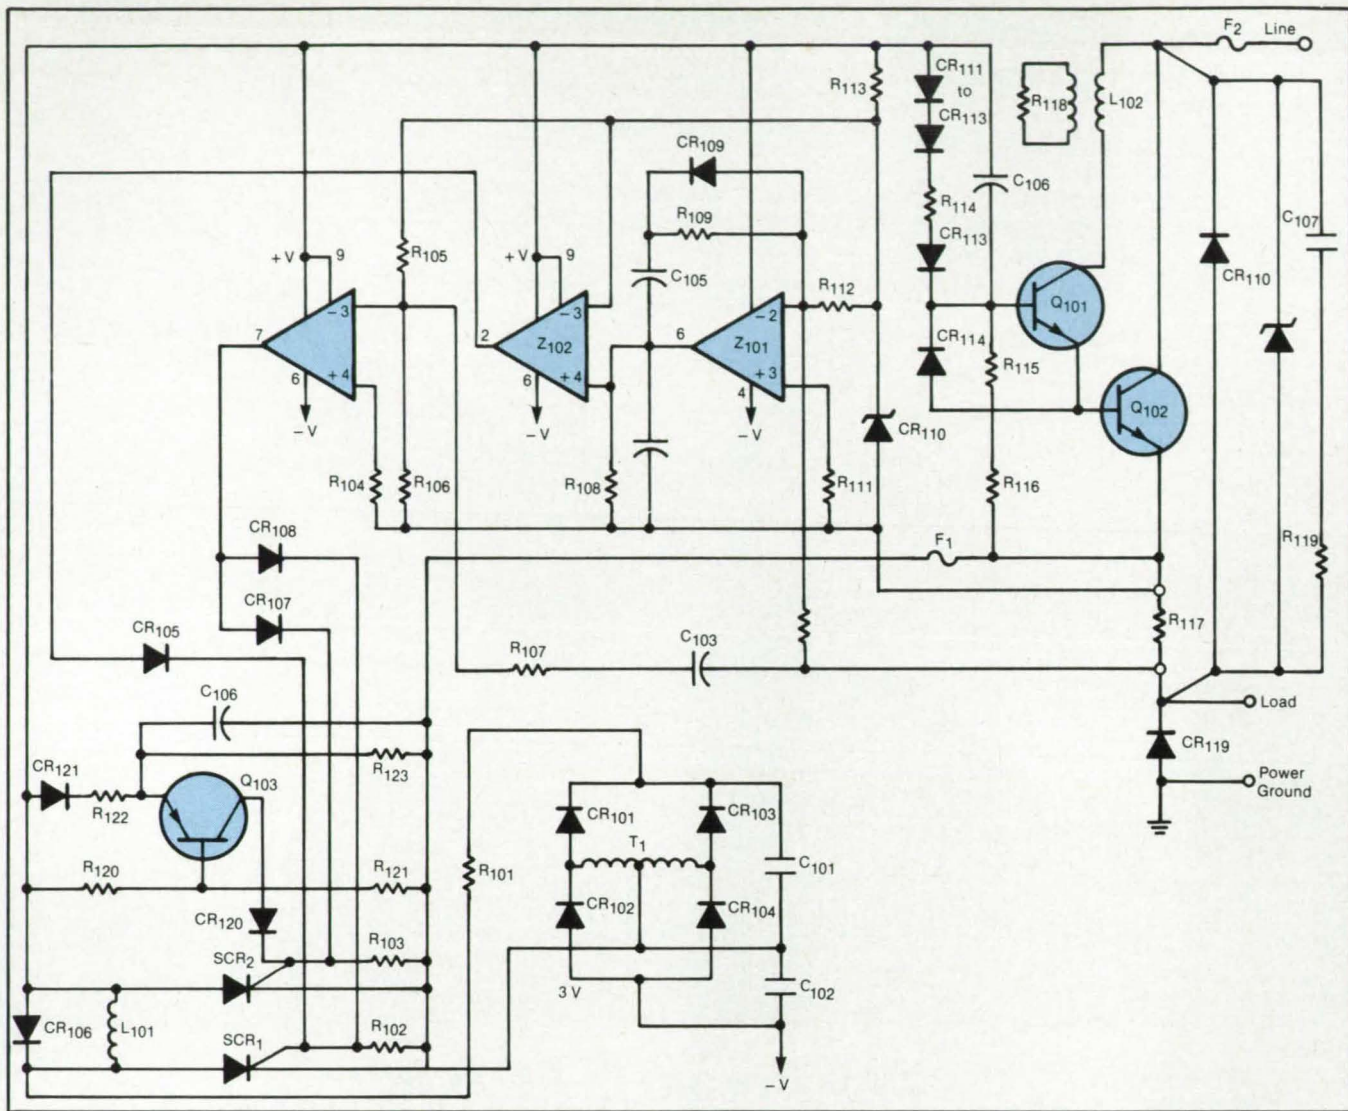 F2 Line
CR111
to
CR113
R113
R118
L102
CR109
C106
R114
R109
CR113
C107
+V 9
R105
+V 9
C105
R112
CR110
Q101
-3
-3
-2
7
2
Z102
6
Z101
CR114
R115
6
+4
6
+4
4
+3
Q102
-V
-V
-V
CR110
R104
R106
R108
R111
R116
CR108
F1
R119
CR107
CR105
R107
C103
R117
C106
Load
CR119
R123
CR121
Q103
Power
Ground
R122
CR101
CR103
T1
R120
R121
R101
C101
CR102
CR104
CR120
R103
SCR2
3 V
C102
CR106
L101
R102
SCR1
-V